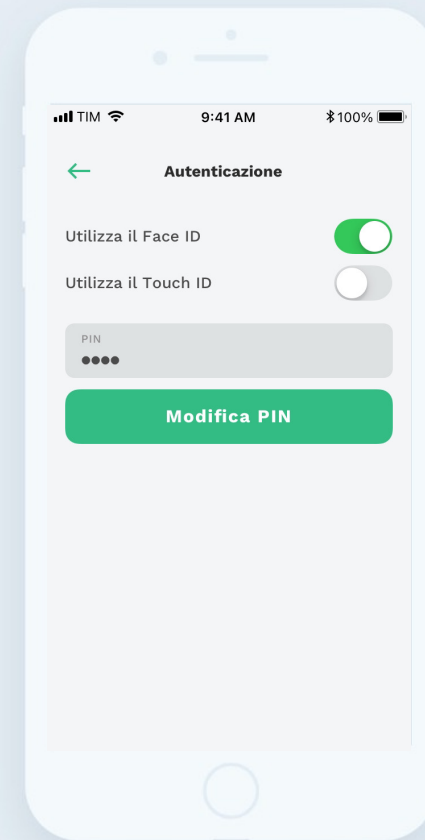 TIM 9:41 AM 100%
Autenticazione
Utilizza il Face ID
Utilizza il Touch ID
PIN
••••
Modifica PIN